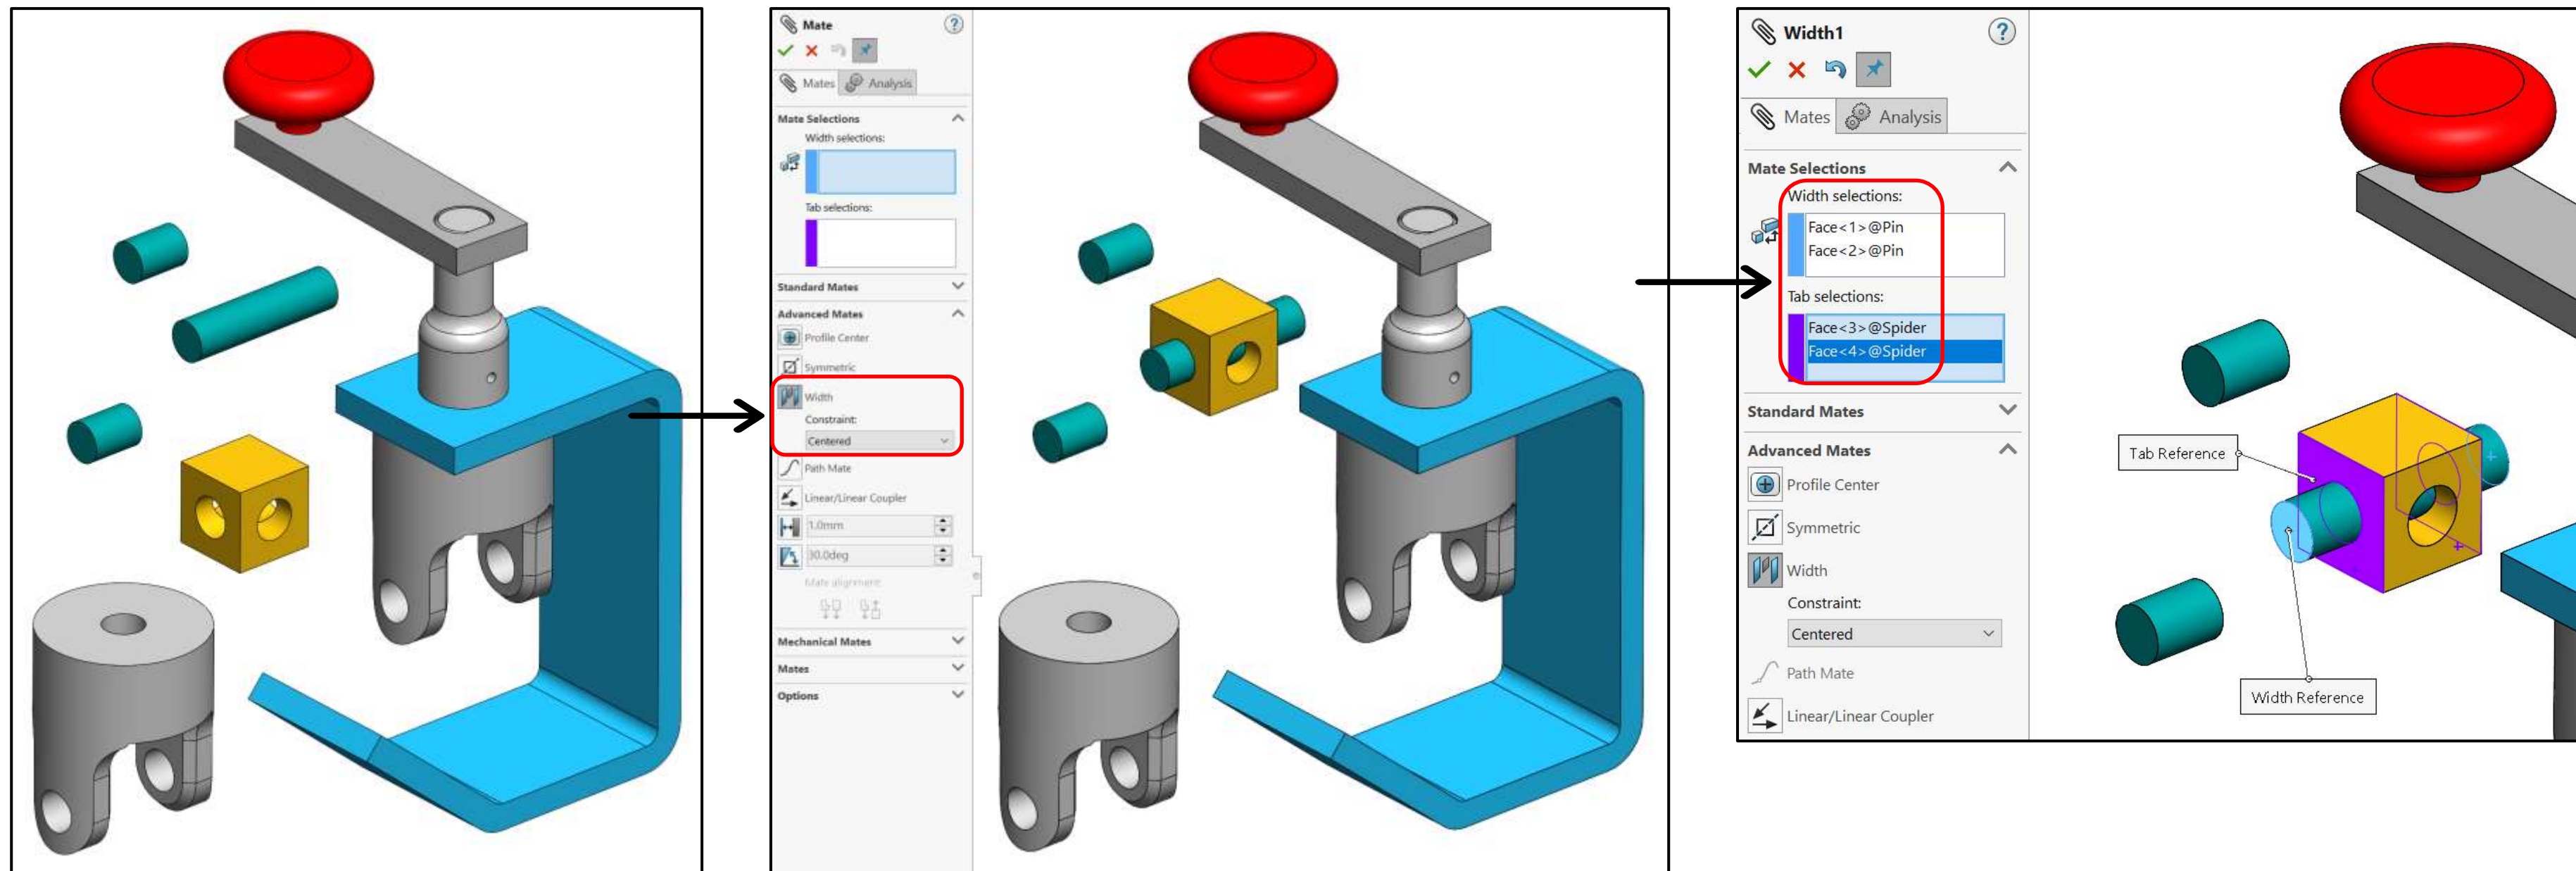 Mate
?
Mates
Analysis
Mate Selections
Width selections:
Tab selections:
Standard Mates
Advanced Mates
Profile Center
Symmetric
Width
Constraint:
Centered
Path Mate
Linear/Linear Coupler
1.0mm
30.0deg
Mate alignment:
Mechanical Mates
Mates
Options
Width1
?
Mates
Analysis
Mate Selections
Width selections:
Face<1>@Pin
Face<2>@Pin
Tab selections:
Face<3>@Spider
Face<4>@Spider
Standard Mates
Advanced Mates
Profile Center
Symmetric
Width
Constraint:
Centered
Path Mate
Linear/Linear Coupler
Tab Reference
Width Reference